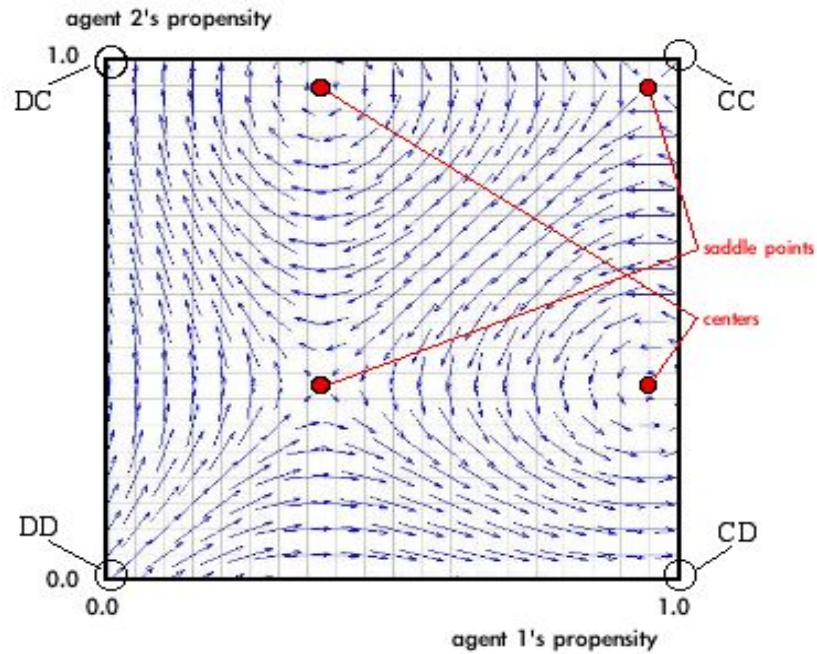 agent 2's propensity
1.0
DC
CC
saddle points
centers
DD
CD
0.0
0.0
1.0
agent 1's propensity